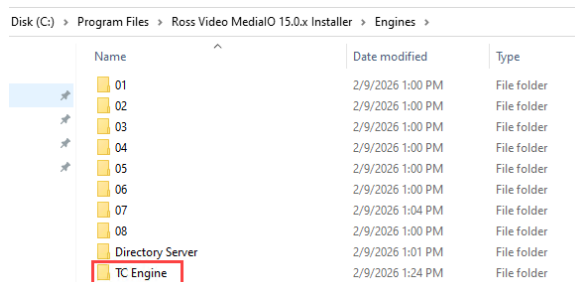 Disk (C:) > Program Files > Ross Video MediaIO 15.0.x Installer > Engines >
Name Date modified Type
01 2/9/2026 1:00 PM File folder
02 2/9/2026 1:00 PM File folder
03 2/9/2026 1:00 PM File folder
04 2/9/2026 1:00 PM File folder
05 2/9/2026 1:00 PM File folder
06 2/9/2026 1:00 PM File folder
07 2/9/2026 1:04 PM File folder
08 2/9/2026 1:00 PM File folder
Directory Server 2/9/2026 1:01 PM File folder
TC Engine 2/9/2026 1:24 PM File folder